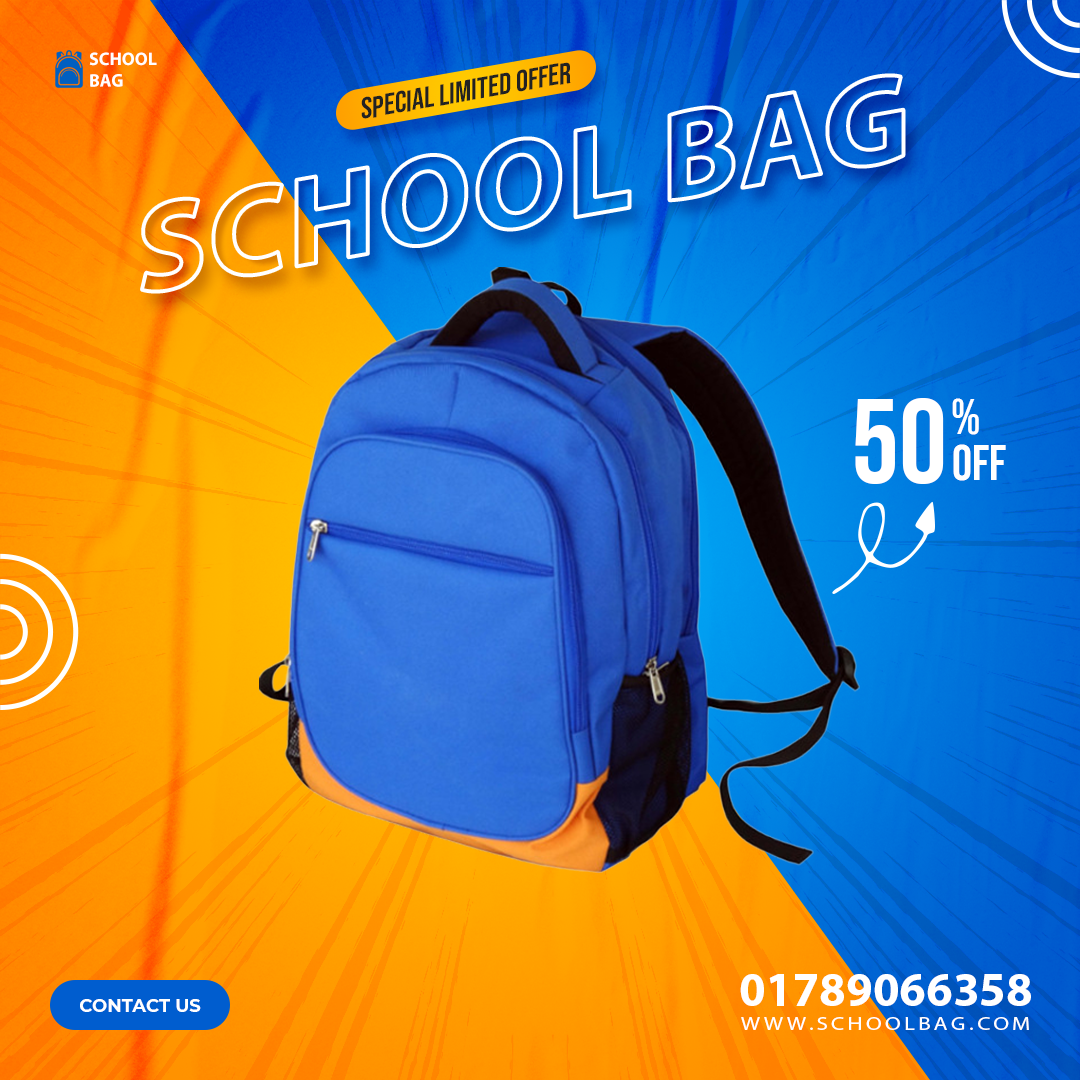 SCHOOL
BAG
SPECIAL LIMITED OFFER
SCHOOL BAG
50%
OFF
CONTACT US
01789066358
WWW.SCHOOLBAG.COM